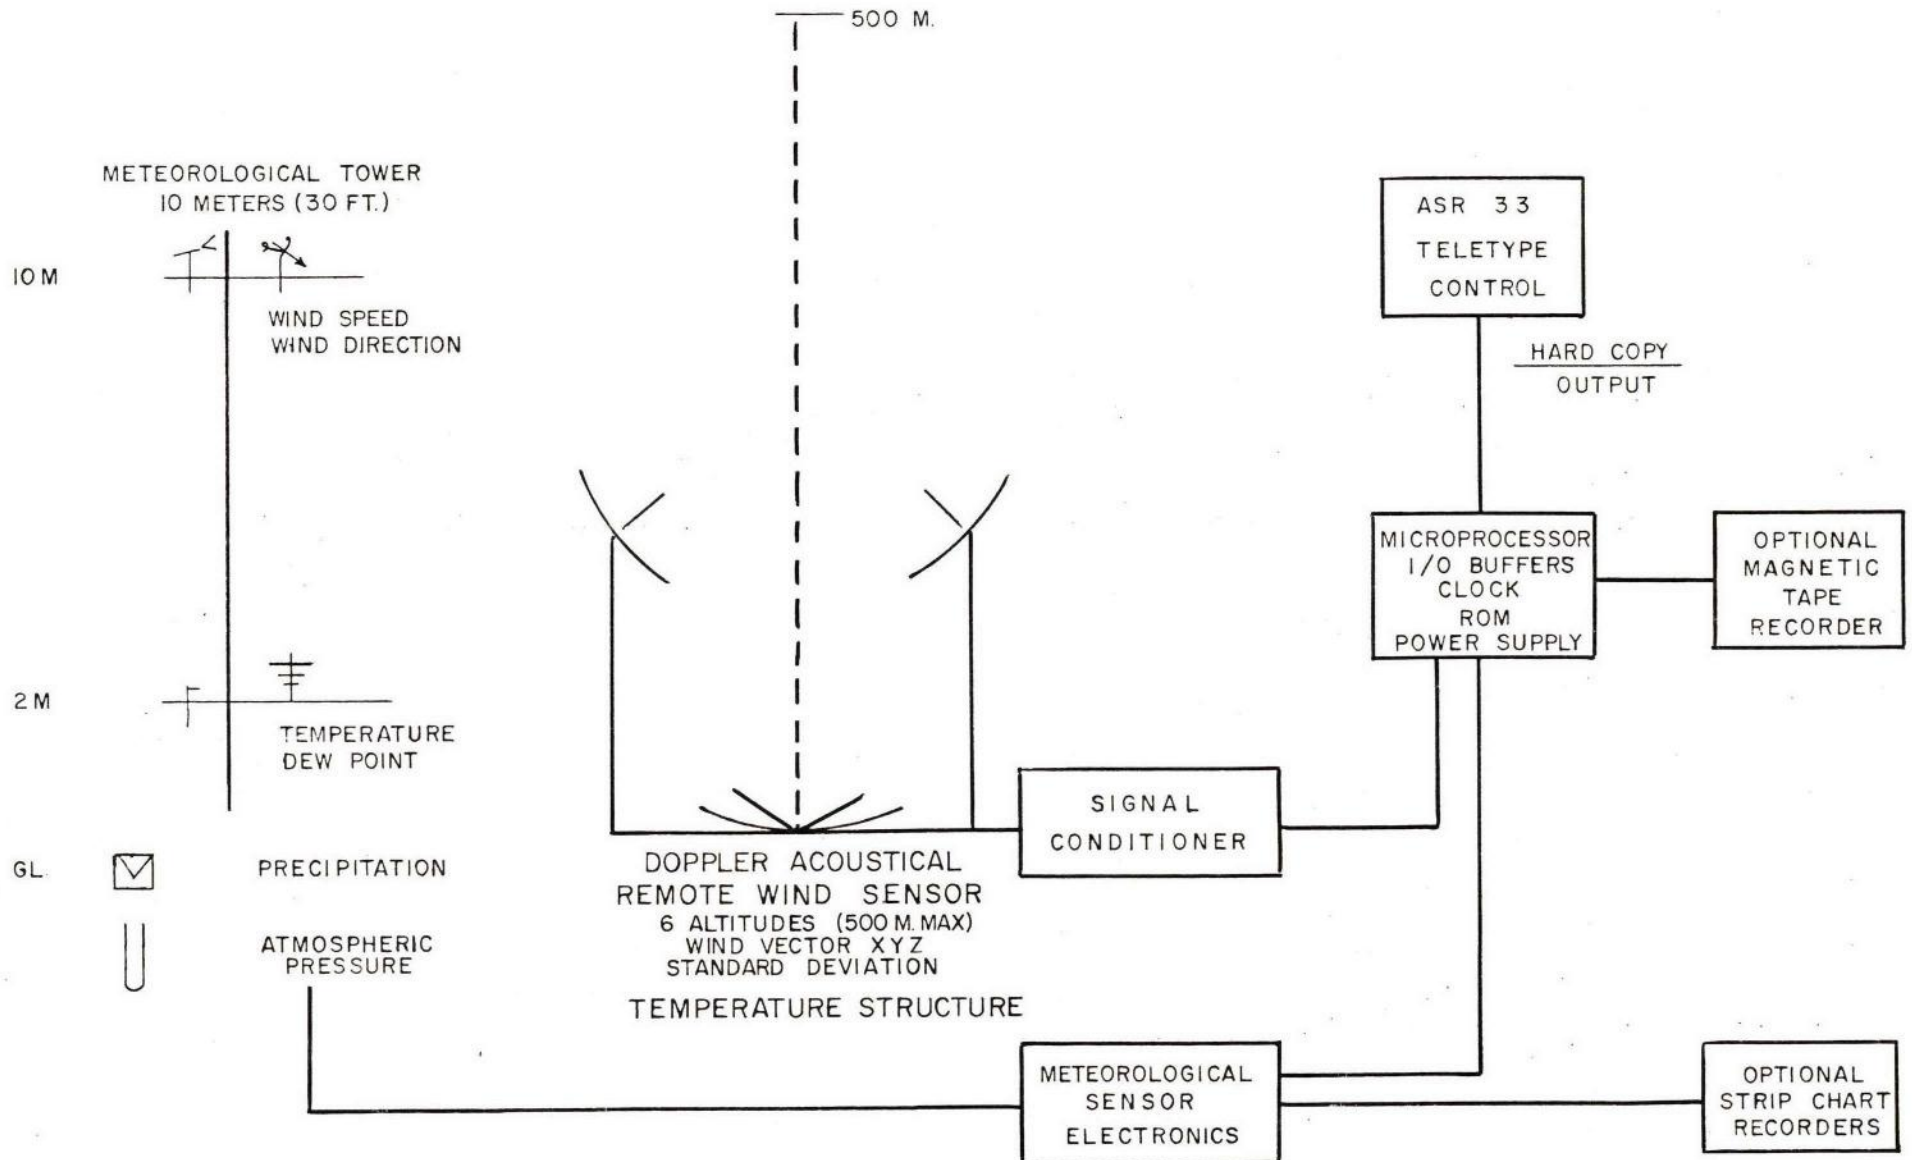 500 M.
METEOROLOGICAL TOWER
10 METERS (30 FT.)
10 M
WIND SPEED
WIND DIRECTION
ASR 33
TELETYPE
CONTROL
HARD COPY
OUTPUT
MICROPROCESSOR
I/O BUFFERS
CLOCK
ROM
POWER SUPPLY
OPTIONAL
MAGNETIC
TAPE
RECORDER
2 M
TEMPERATURE
DEW POINT
SIGNAL
CONDITIONER
GL
PRECIPITATION
ATMOSPHERIC
PRESSURE
DOPPLER ACOUSTICAL
REMOTE WIND SENSOR
6 ALTITUDES (500 M. MAX)
WIND VECTOR XYZ
STANDARD DEVIATION
TEMPERATURE STRUCTURE
METEOROLOGICAL
SENSOR
ELECTRONICS
OPTIONAL
STRIP CHART
RECORDERS